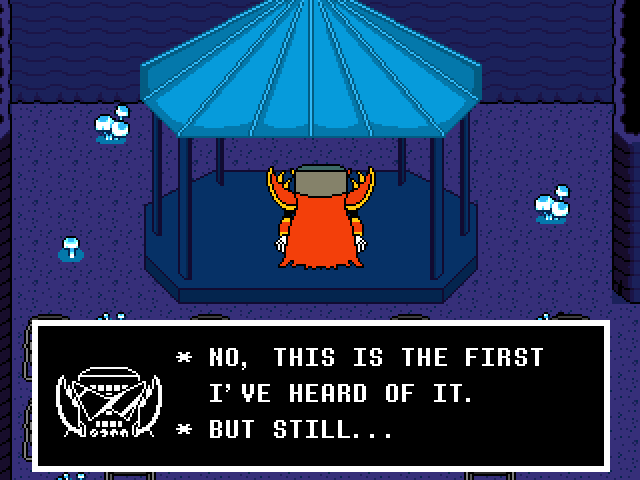 * NO, THIS IS THE FIRST
I'VE HEARD OF IT.
* BUT STILL...